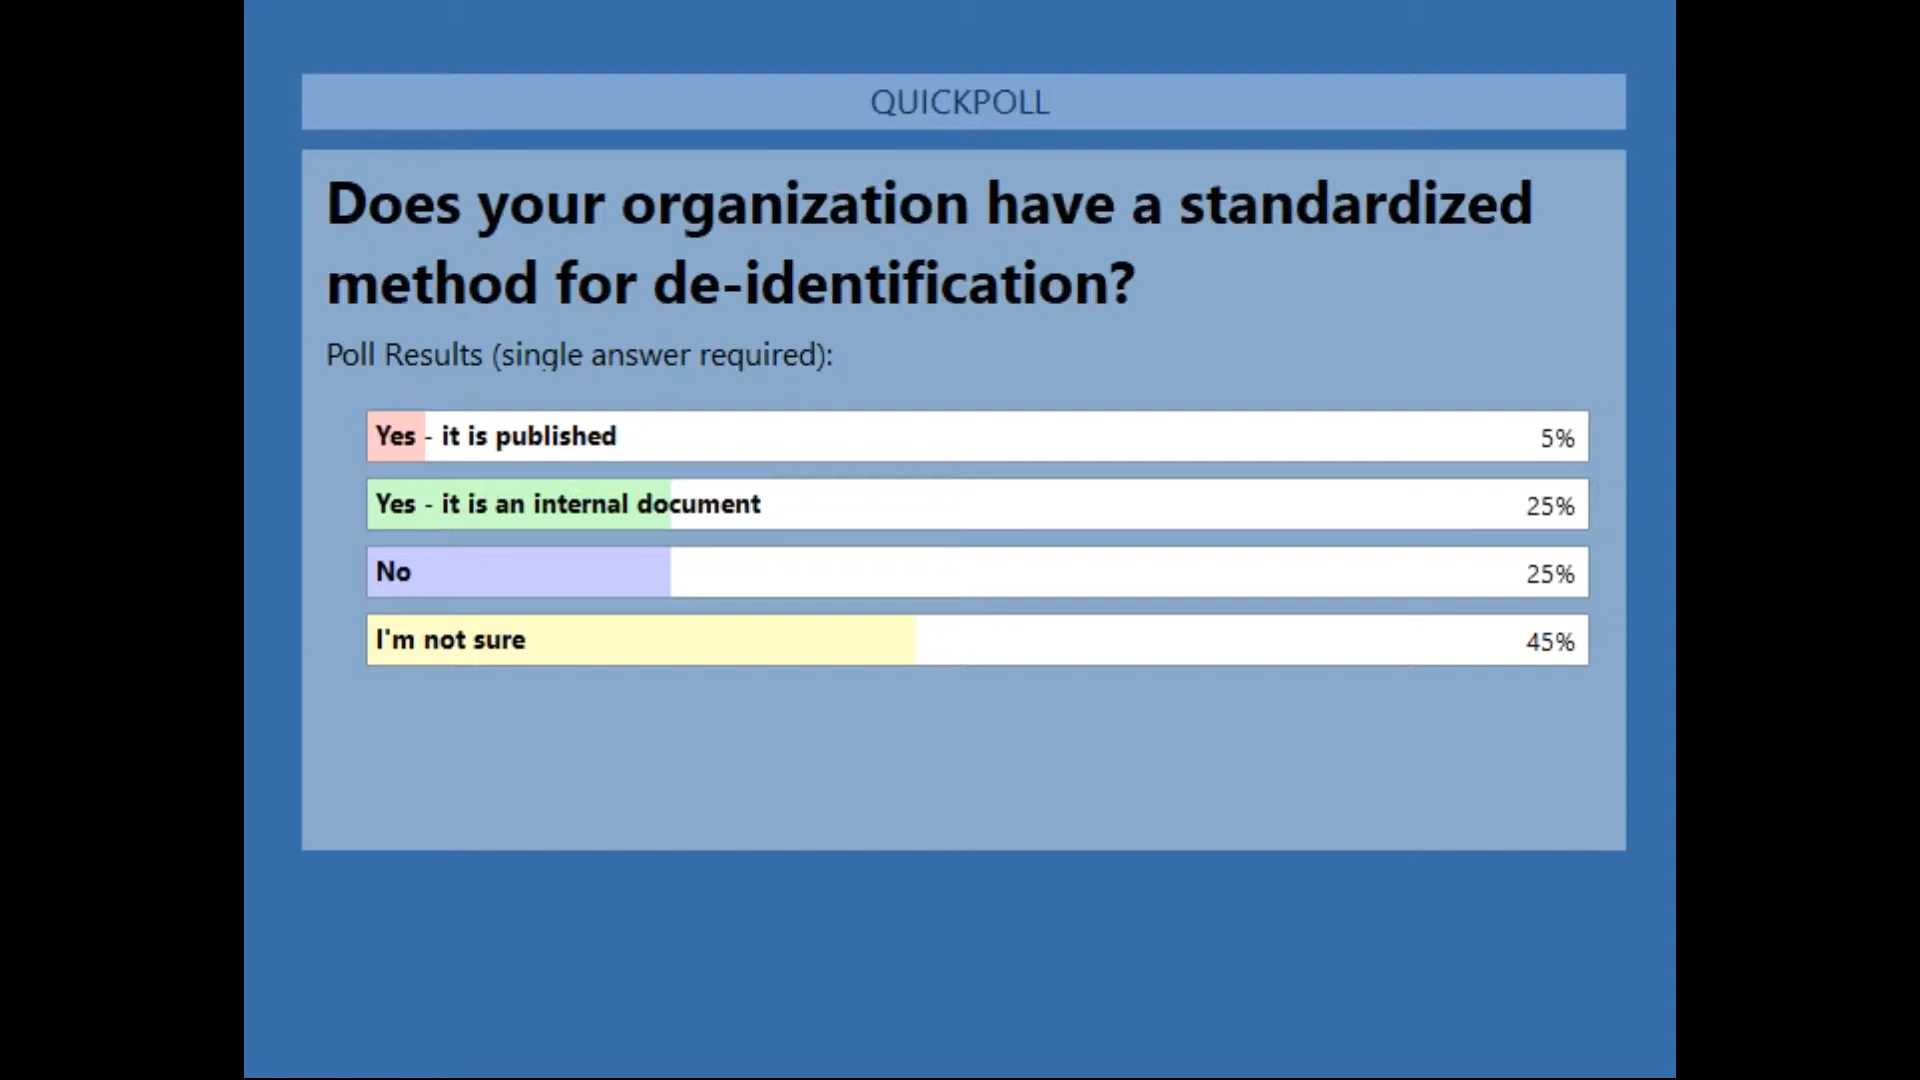 QUICKPOLL
Does your organization have a standardized
method for de-identification?
Poll Results (single answer required):
Yes - it is published 5%
Yes - it is an internal document 25%
No 25%
I'm not sure 45%